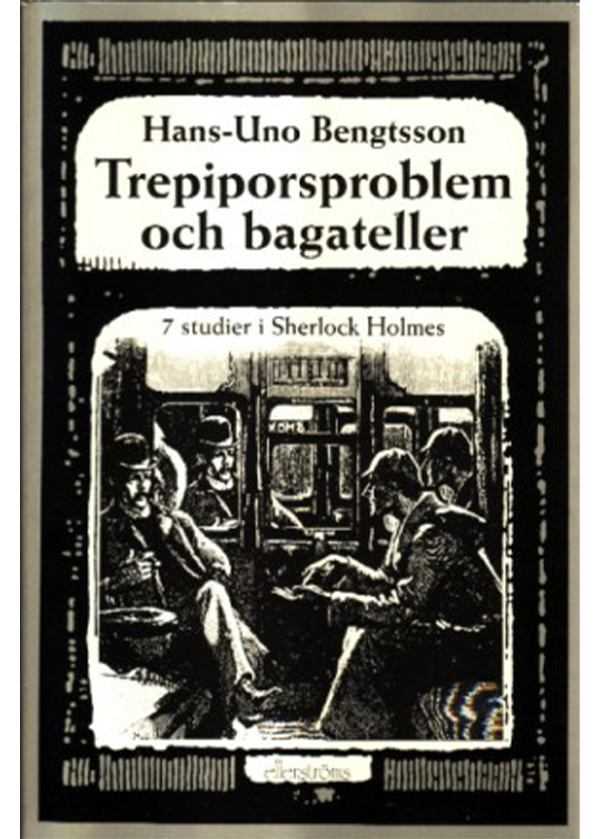 Hans-Uno Bengtsson
Trepiporsproblem
och bagateller
7 studier i Sherlock Holmes
ellerströms